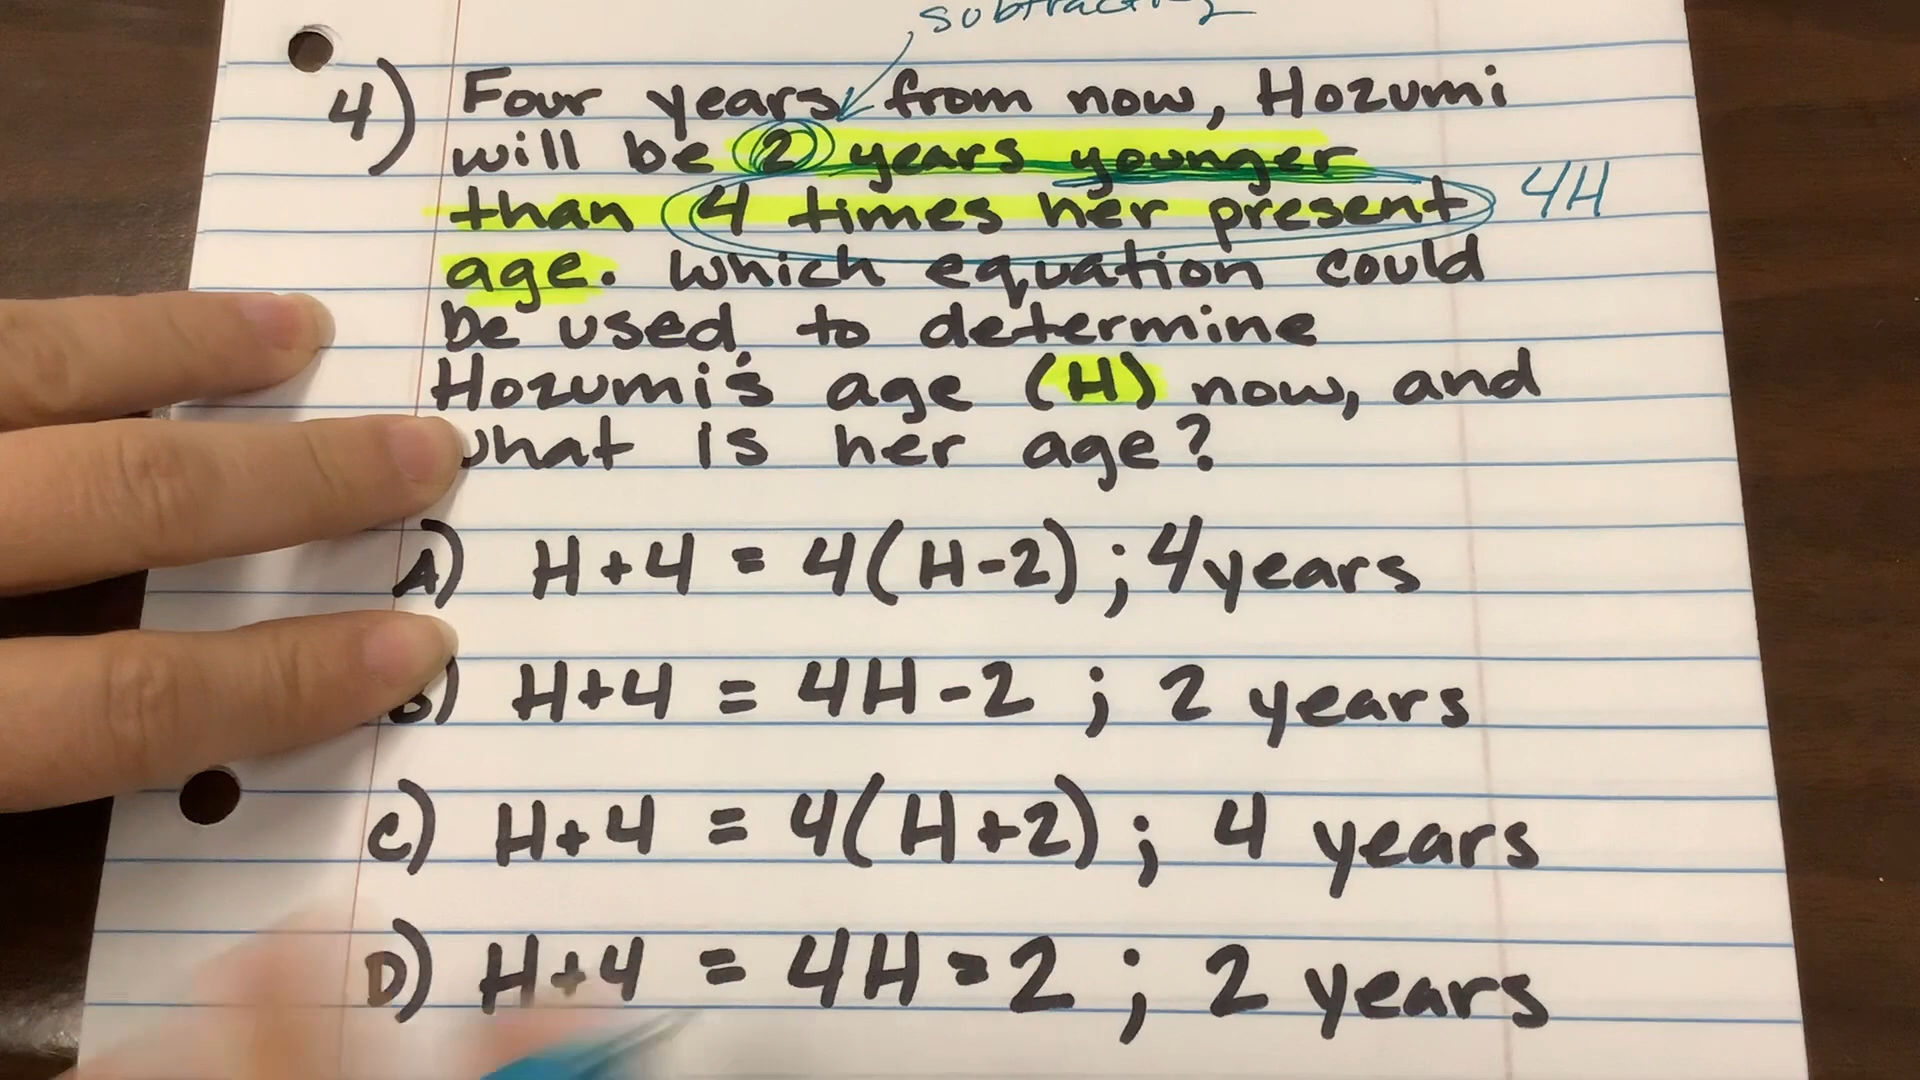 subtracting
4) Four years from now, Hozumi
will be 2 years younger
than 4 times her present 4H
age. Which equation could
be used to determine
Hozumi's age (H) now, and
what is her age?
A) H+4 = 4(H-2) ; 4 years
B) H+4 = 4H-2 ; 2 years
C) H+4 = 4(H+2) ; 4 years
D) H+4 = 4H 2 ; 2 years